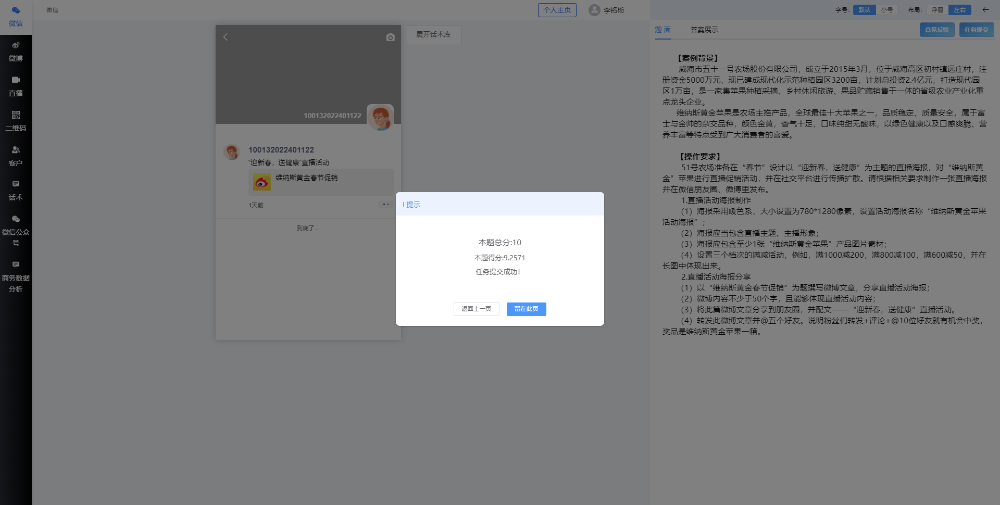 微信
微博
直播
二维码
客户
话术
微信公众
号
商务数据
分析
微信
个人主页
李铭杨
100132022401122
100132022401122
“迎新春，送健康”直播活动
维纳斯黄金春节促销
1天前
到底了...
展开话术库
提示
本题总分:10
本题得分:9.2571
任务提交成功！
返回上一页
留在此页
字号: 默认 小号 布局: 浮窗 左右
题 面 答案展示
意见反馈 任务提交
【案例背景】
威海市五十一号农场股份有限公司，成立于2015年3月，位于威海高区初村镇远庄村，注
册资金5000万元，现已建成现代化示范种植园区3200亩，计划总投资2.4亿元，打造现代园
区1万亩，是一家集苹果种植采摘、乡村休闲旅游、果品贮藏销售于一体的省级农业产业化重
点龙头企业。
维纳斯黄金苹果是农场主推产品，全球最佳十大苹果之一，品质稳定、质量安全，属于富
士与金帅的杂交品种，颜色金黄，香气十足，口味纯甜无酸味，以绿色健康以及口感爽脆、营
养丰富等特点受到广大消费者的喜爱。
【操作要求】
51号农场准备在“春节”设计以“迎新春，送健康”为主题的直播海报，对“维纳斯黄
金”苹果进行直播促销活动，并在社交平台进行传播扩散。请根据相关要求制作一张直播海报
并在微信朋友圈、微博里发布。
1.直播活动海报制作
（1）海报采用暖色系，大小设置为780*1280像素，设置活动海报名称“维纳斯黄金苹果
活动海报”；
（2）海报应当包含直播主题、主播形象；
（3）海报应包含至少1张“维纳斯黄金苹果”产品图片素材；
（4）设置三个档次的满减活动，例如，满1000减200，满800减100，满600减50，并在
长图中体现出来。
2.直播活动海报分享
（1）以“维纳斯黄金春节促销”为题撰写微博文章，分享直播活动海报；
（2）微博内容不少于50个字，且能够体现直播活动内容；
（3）将此篇微博文章分享到朋友圈，并配文——“迎新春，送健康”直播活动。
（4）转发此微博文章并@五个好友。说明粉丝们转发+评论+@10位好友就有机会中奖，
奖品是维纳斯黄金苹果一箱。